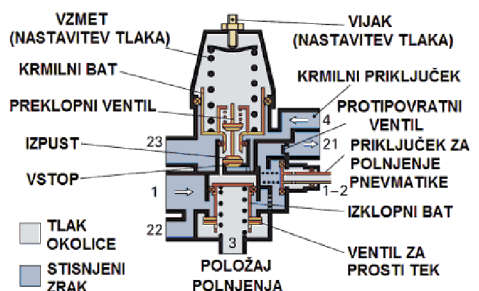 VZMET
(NASTAVITEV TLAKA)
VIJAK
(NASTAVITEV TLAKA)
KRMILNI BAT
KRMILNI PRIKLJUČEK
PREKLOPNI VENTIL
PROTIPOVRATNI
VENTIL
4
IZPUST
23
21
PRIKLJUČEK ZA
POLNJENJE
PNEVMATIKE
VSTOP
1
1–2
IZKLOPNI BAT
TLAK
OKOLICE
22
3
VENTIL ZA
PROSTI TEK
STISNJENI
ZRAK
POLOŽAJ
POLNJENJA